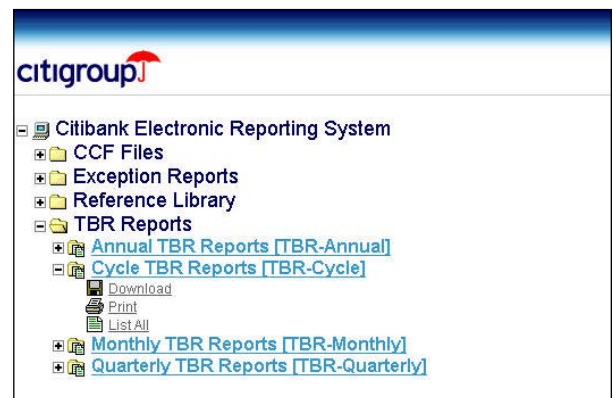 citigroup
Citibank Electronic Reporting System
CCF Files
Exception Reports
Reference Library
TBR Reports
Annual TBR Reports [TBR-Annual]
Cycle TBR Reports [TBR-Cycle]
Download
Print
List All
Monthly TBR Reports [TBR-Monthly]
Quarterly TBR Reports [TBR-Quarterly]